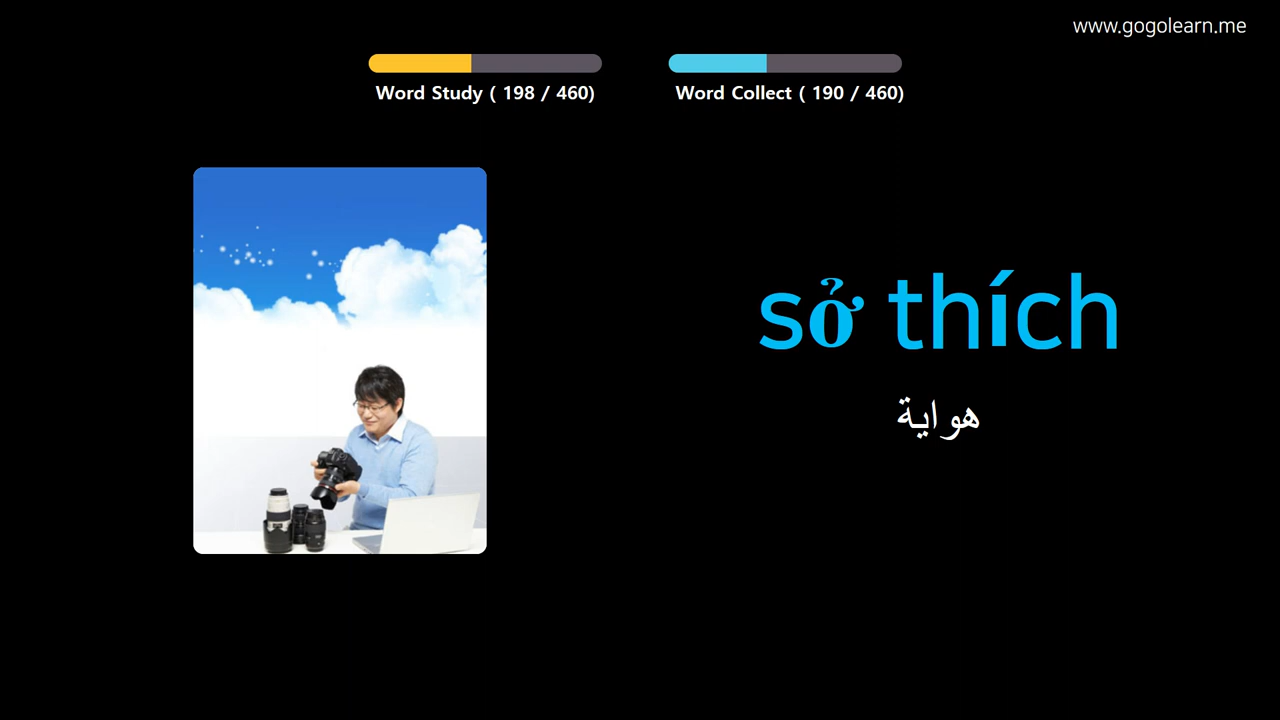 www.gogolearn.me
Word Study ( 198 / 460)
Word Collect ( 190 / 460)
sở thích
هواية